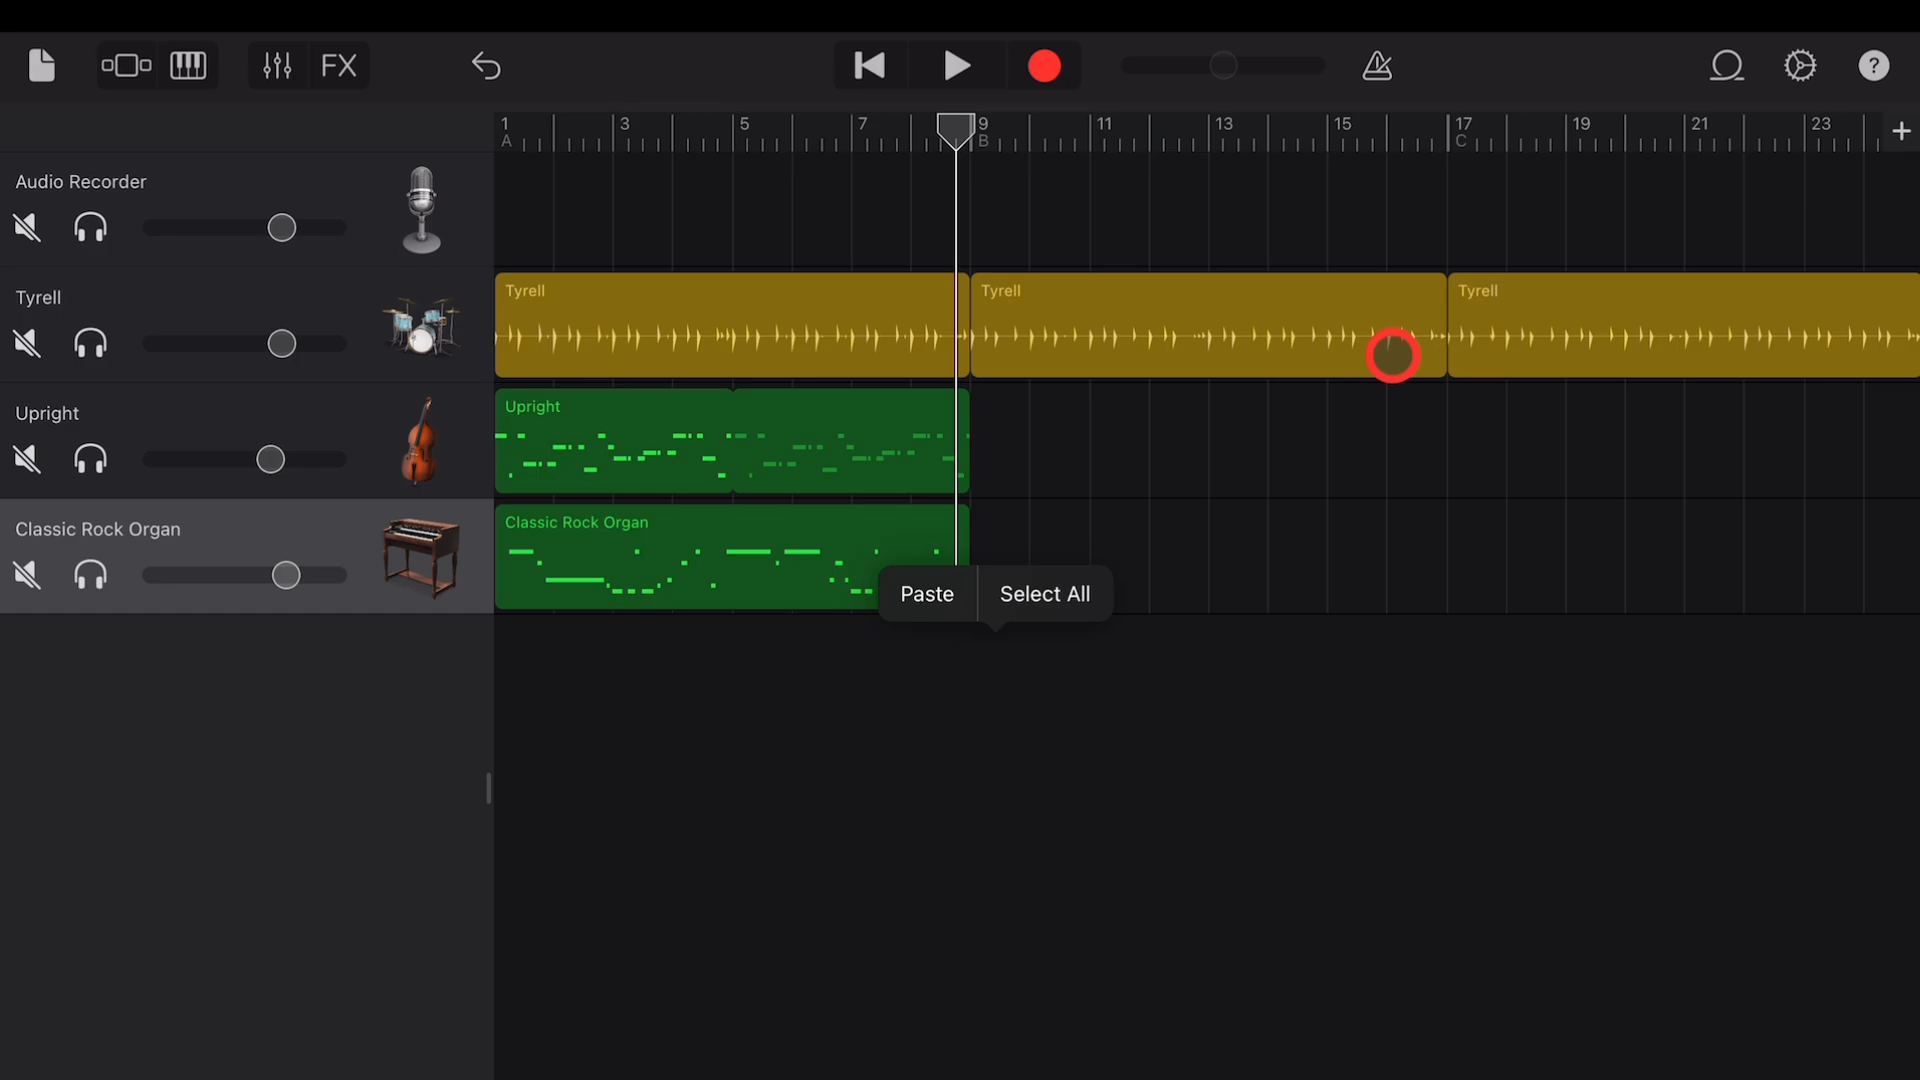 FX
?
1 3 5 7 9 11 13 15 17 19 21 23 +
A B C
Audio Recorder
Tyrell
Tyrell Tyrell Tyrell
Upright
Upright
Classic Rock Organ
Classic Rock Organ
Paste Select All